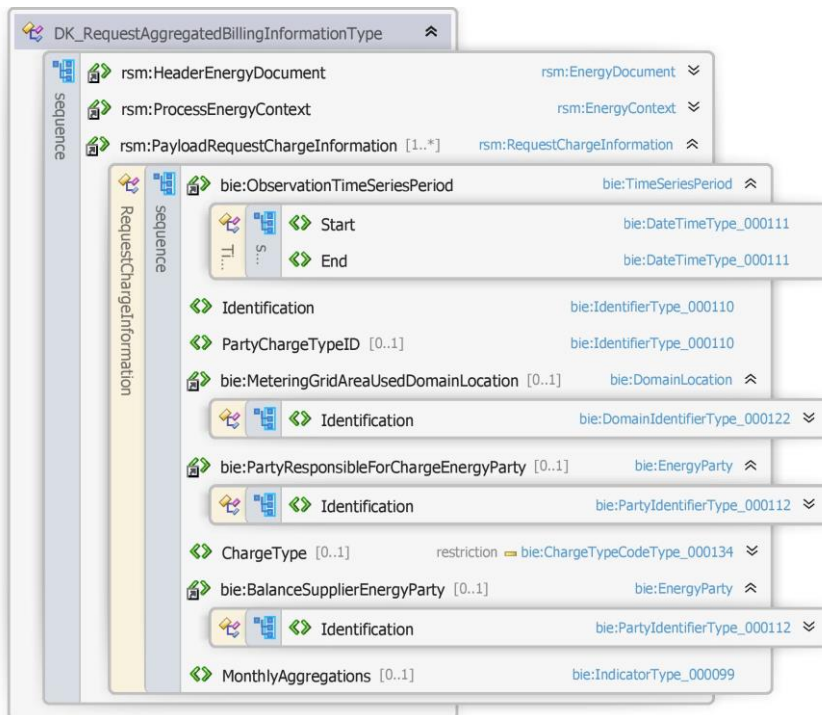 DK_RequestAggregatedBillingInformationType
sequence
rsm:HeaderEnergyDocument rsm:EnergyDocument
rsm:ProcessEnergyContext rsm:EnergyContext
rsm:PayloadRequestChargeInformation [1..*] rsm:RequestChargeInformation
RequestChargeInformation
sequence
bie:ObservationTimeSeriesPeriod bie:TimeSeriesPeriod
Ti...
S...
Start bie:DateTimeType_000111
End bie:DateTimeType_000111
Identification bie:IdentifierType_000110
PartyChargeTypeID [0..1] bie:IdentifierType_000110
bie:MeteringGridAreaUsedDomainLocation [0..1] bie:DomainLocation
Identification bie:DomainIdentifierType_000122
bie:PartyResponsibleForChargeEnergyParty [0..1] bie:EnergyParty
Identification bie:PartyIdentifierType_000112
ChargeType [0..1] restriction bie:ChargeTypeCodeType_000134
bie:BalanceSupplierEnergyParty [0..1] bie:EnergyParty
Identification bie:PartyIdentifierType_000112
MonthlyAggregations [0..1] bie:IndicatorType_000099